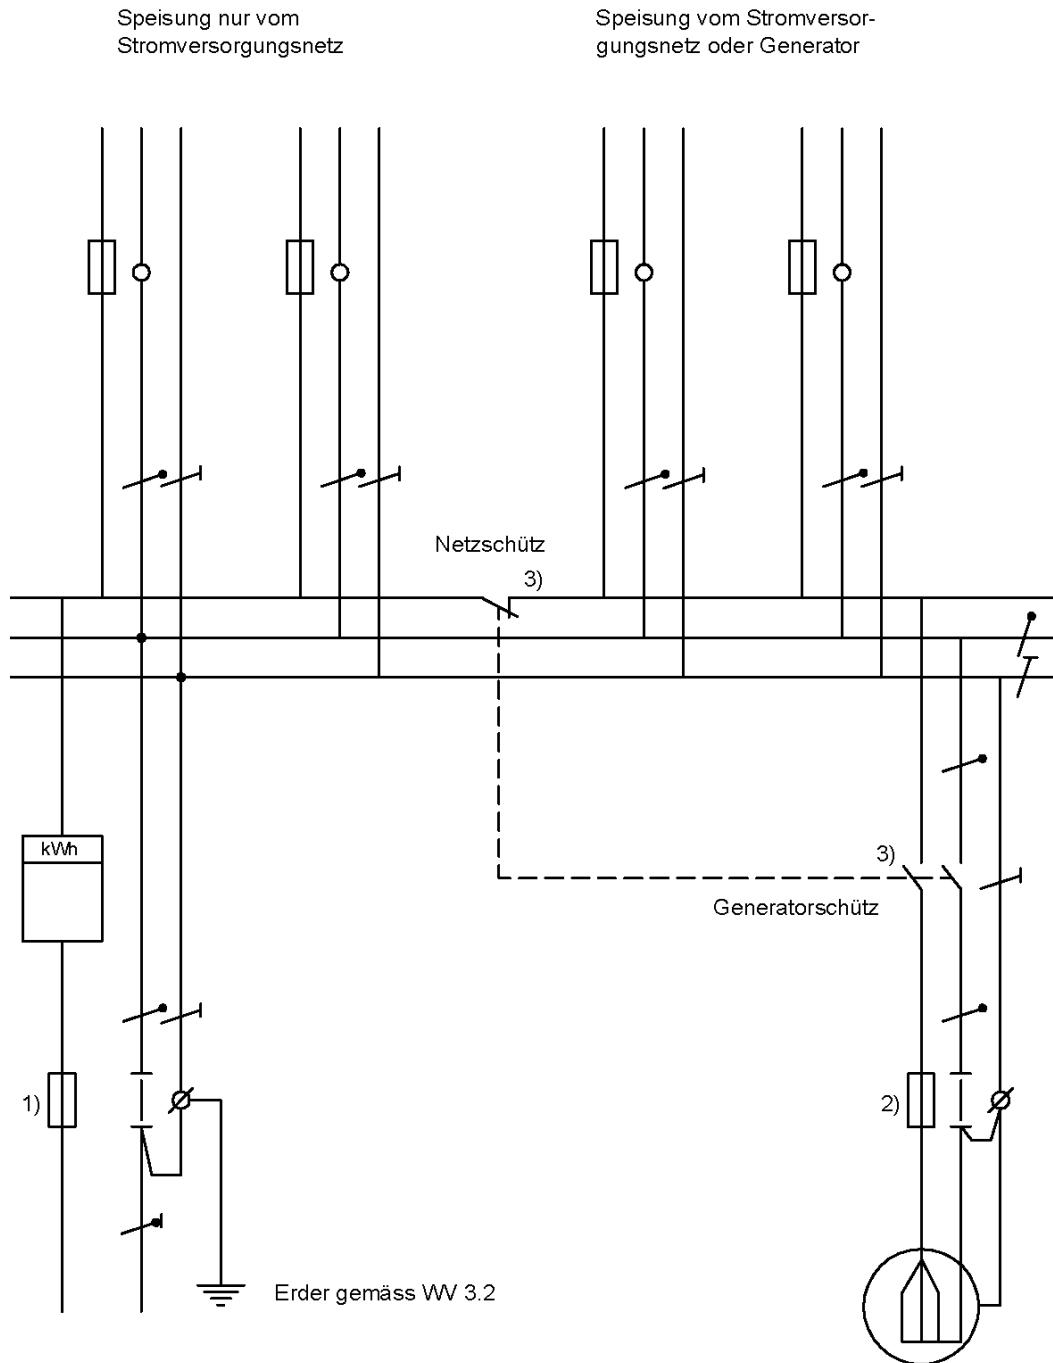 Speisung nur vom
Stromversorgungsnetz
Speisung vom Stromversor-
gungsnetz oder Generator
Netzschütz
3)
kWh
3)
Generatorschütz
1)
2)
Erder gemäss WV 3.2